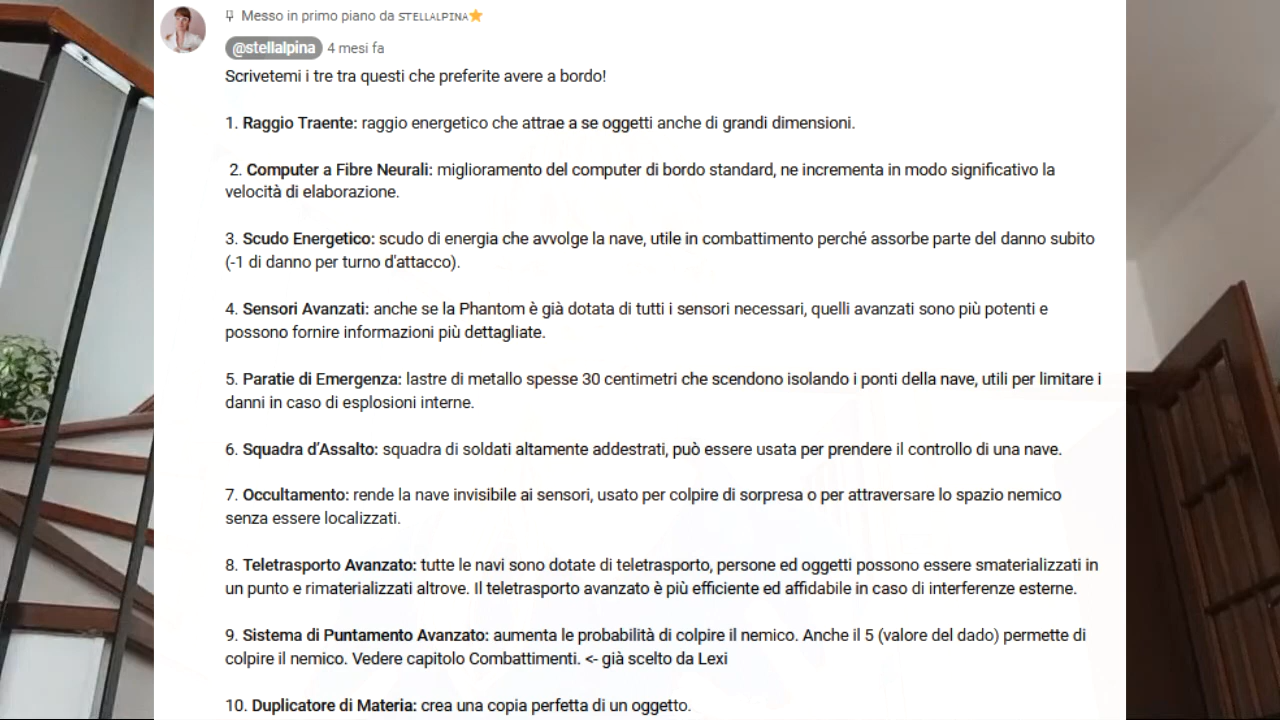 Messo in primo piano da STELLALPINA⭐
@stellalpina 4 mesi fa
Scrivetemi i tre tra questi che preferite avere a bordo!
1. Raggio Traente: raggio energetico che attrae a se oggetti anche di grandi dimensioni.
2. Computer a Fibre Neurali: miglioramento del computer di bordo standard, ne incrementa in modo significativo la
velocità di elaborazione.
3. Scudo Energetico: scudo di energia che avvolge la nave, utile in combattimento perché assorbe parte del danno subito
(-1 di danno per turno d'attacco).
4. Sensori Avanzati: anche se la Phantom è già dotata di tutti i sensori necessari, quelli avanzati sono più potenti e
possono fornire informazioni più dettagliate.
5. Paratie di Emergenza: lastre di metallo spesse 30 centimetri che scendono isolando i ponti della nave, utili per limitare i
danni in caso di esplosioni interne.
6. Squadra d'Assalto: squadra di soldati altamente addestrati, può essere usata per prendere il controllo di una nave.
7. Occultamento: rende la nave invisibile ai sensori, usato per colpire di sorpresa o per attraversare lo spazio nemico
senza essere localizzati.
8. Teletrasporto Avanzato: tutte le navi sono dotate di teletrasporto, persone ed oggetti possono essere smaterializzati in
un punto e rimaterializzati altrove. Il teletrasporto avanzato è più efficiente ed affidabile in caso di interferenze esterne.
9. Sistema di Puntamento Avanzato: aumenta le probabilità di colpire il nemico. Anche il 5 (valore del dado) permette di
colpire il nemico. Vedere capitolo Combattimenti. <- già scelto da Lexi
10. Duplicatore di Materia: crea una copia perfetta di un oggetto.